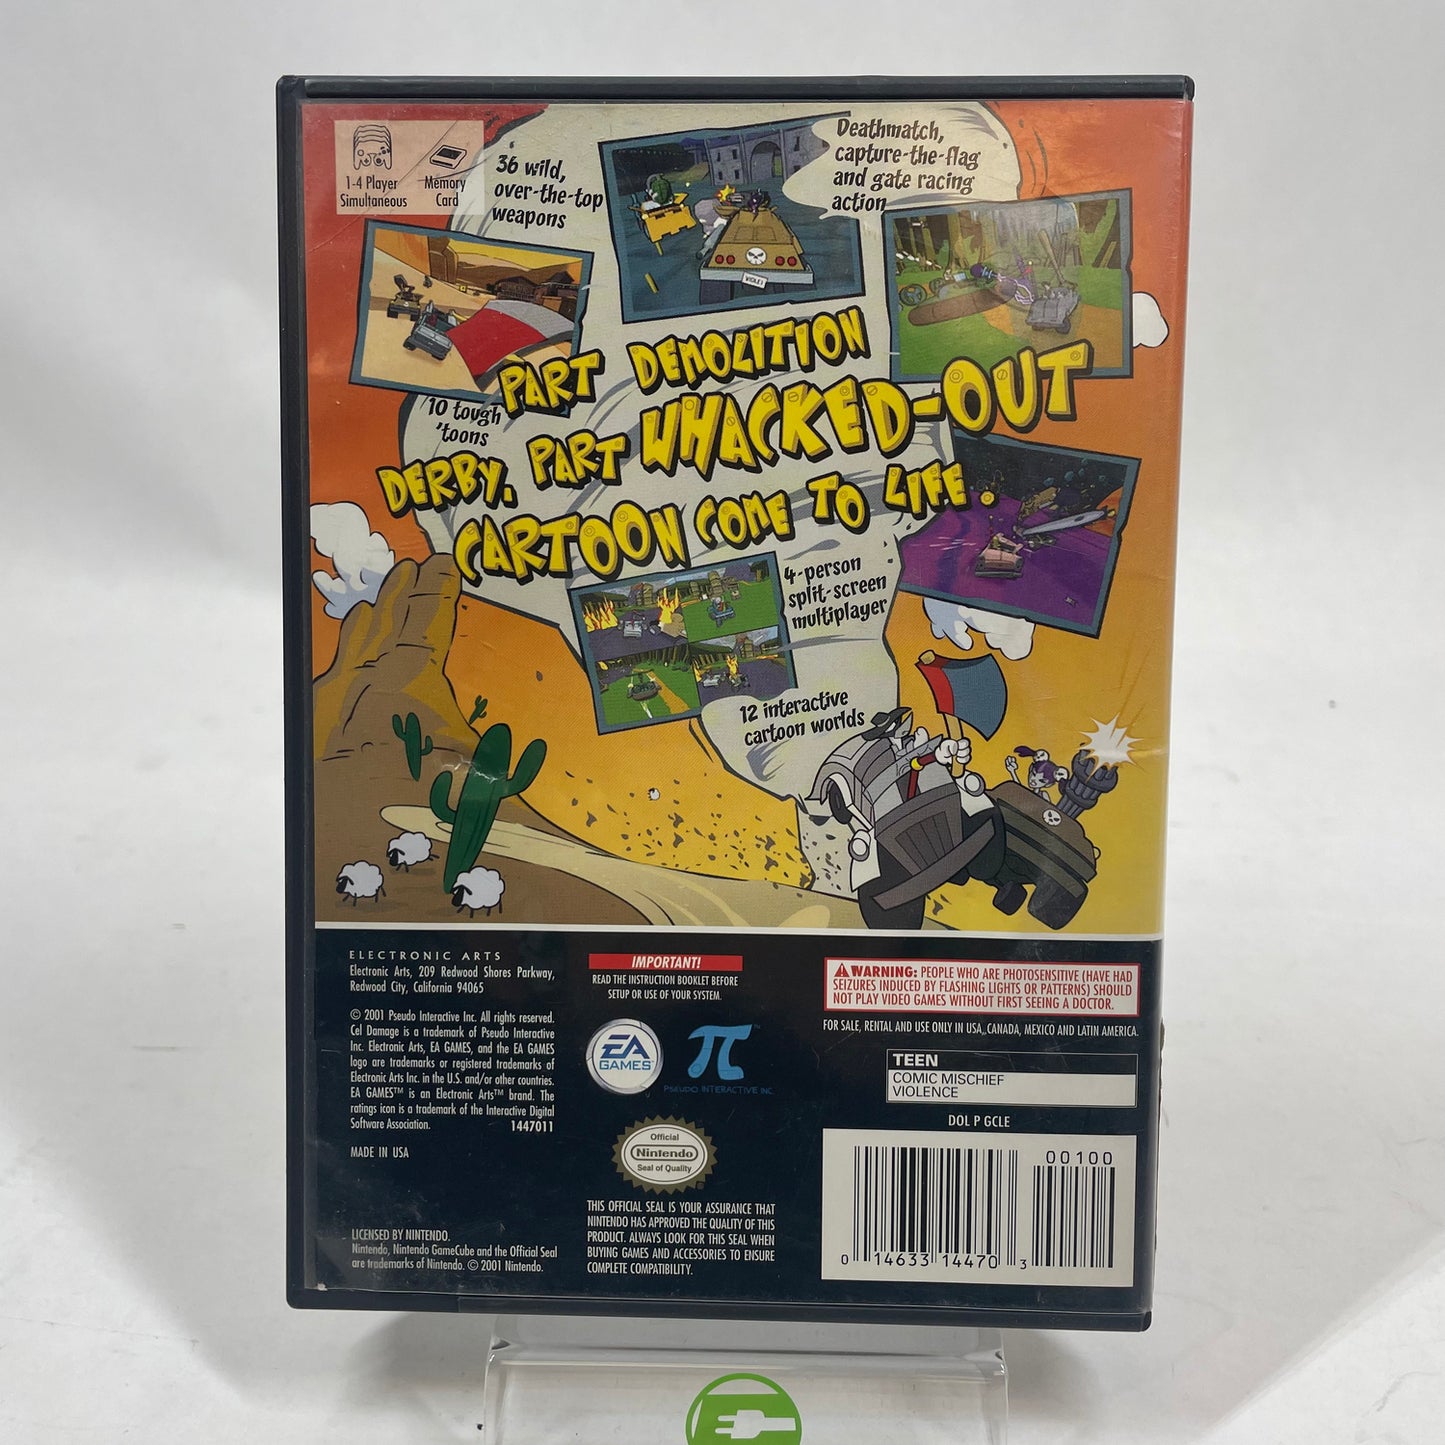 1-4 Player
Simultaneous
Memory
Card
36 wild,
over-the-top
weapons
Deathmatch,
capture-the-flag
and gate racing
action
VIOLET
10 tough
'toons
PART DEMOLITION
DERBY, PART WHACKED-OUT
CARTOON COME TO LIFE.
4-person
split-screen
multiplayer
12 interactive
cartoon worlds
ELECTRONIC ARTS
Electronic Arts, 209 Redwood Shores Parkway,
Redwood City, California 94065
© 2001 Pseudo Interactive Inc. All rights reserved.
Cel Damage is a trademark of Pseudo Interactive
Inc. Electronic Arts, EA GAMES, and the EA GAMES
logo are trademarks or registered trademarks of
Electronic Arts Inc. in the U.S. and/or other countries.
EA GAMES™ is an Electronic Arts™ brand. The
ratings icon is a trademark of the Interactive Digital
Software Association. 1447011
MADE IN USA
LICENSED BY NINTENDO.
Nintendo, Nintendo GameCube and the Official Seal
are trademarks of Nintendo. © 2001 Nintendo.
IMPORTANT!
READ THE INSTRUCTION BOOKLET BEFORE
SETUP OR USE OF YOUR SYSTEM.
EA
GAMES™
π™
PSEUDO INTERACTIVE INC.
Official
Nintendo
Seal of Quality
THIS OFFICIAL SEAL IS YOUR ASSURANCE THAT
NINTENDO HAS APPROVED THE QUALITY OF THIS
PRODUCT. ALWAYS LOOK FOR THIS SEAL WHEN
BUYING GAMES AND ACCESSORIES TO ENSURE
COMPLETE COMPATIBILITY.
WARNING: PEOPLE WHO ARE PHOTOSENSITIVE (HAVE HAD
SEIZURES INDUCED BY FLASHING LIGHTS OR PATTERNS) SHOULD
NOT PLAY VIDEO GAMES WITHOUT FIRST SEEING A DOCTOR.
FOR SALE, RENTAL AND USE ONLY IN USA, CANADA, MEXICO AND LATIN AMERICA.
TEEN
COMIC MISCHIEF
VIOLENCE
DOL P GCLE
00100
0 14633 14470 3